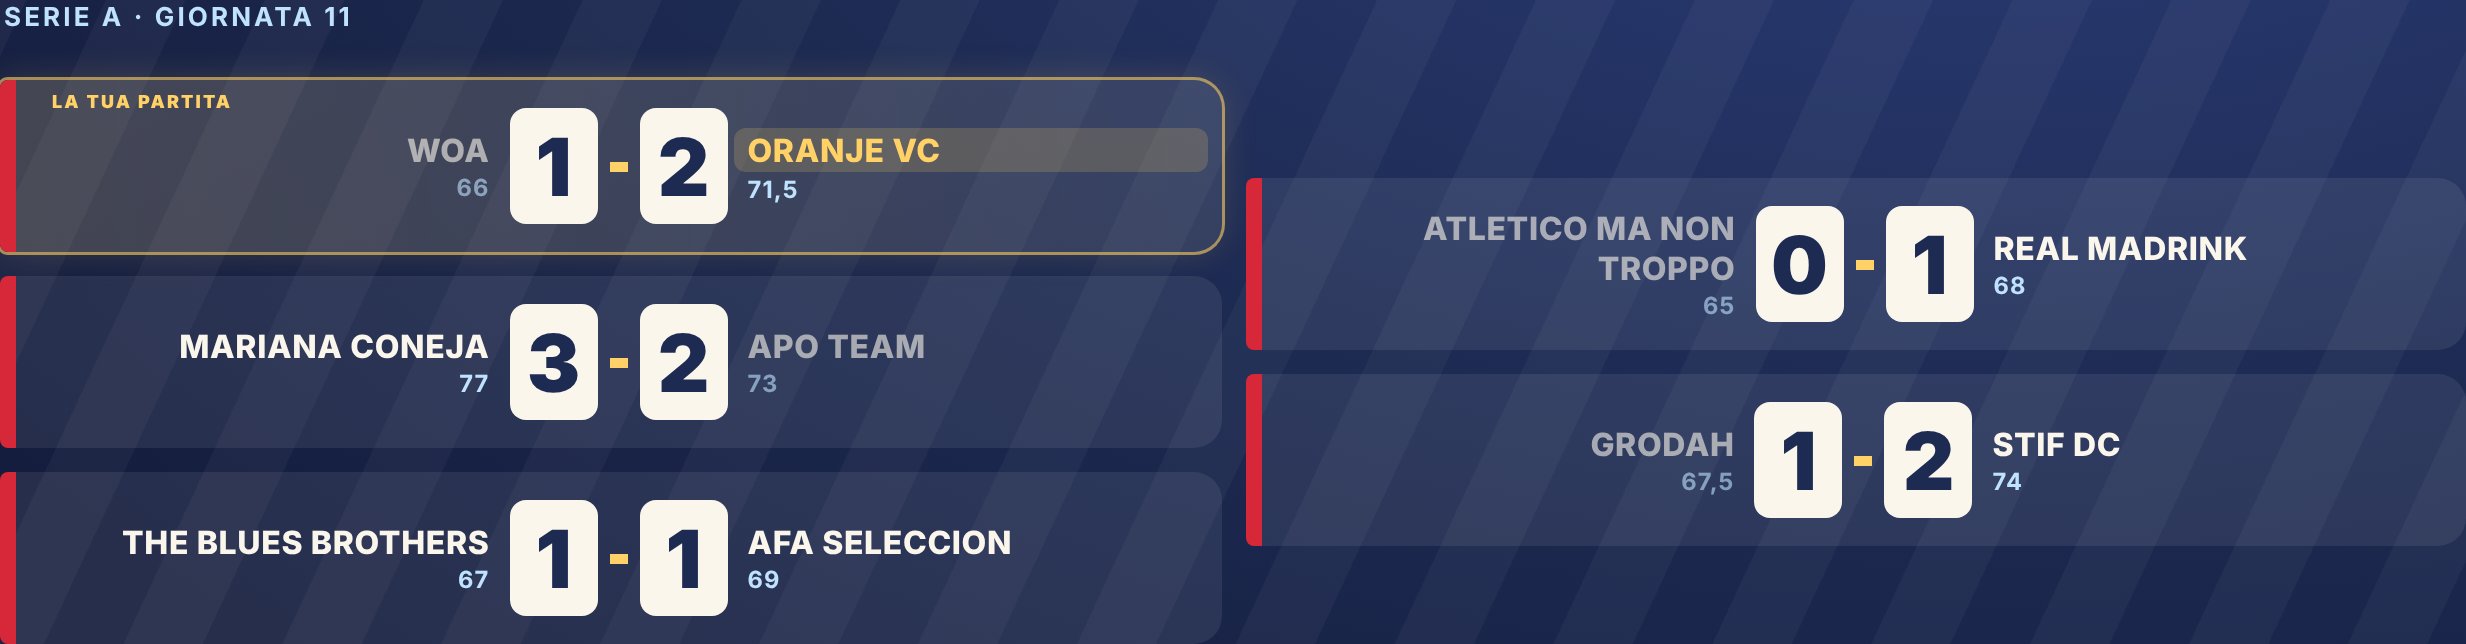 SERIE A · GIORNATA 11
LA TUA PARTITA
WOA
66
1 - 2
ORANJE VC
71,5
MARIANA CONEJA
77
3 - 2
APO TEAM
73
THE BLUES BROTHERS
67
1 - 1
AFA SELECCION
69
ATLETICO MA NON
TROPPO
65
0 - 1
REAL MADRINK
68
GRODAH
67,5
1 - 2
STIF DC
74